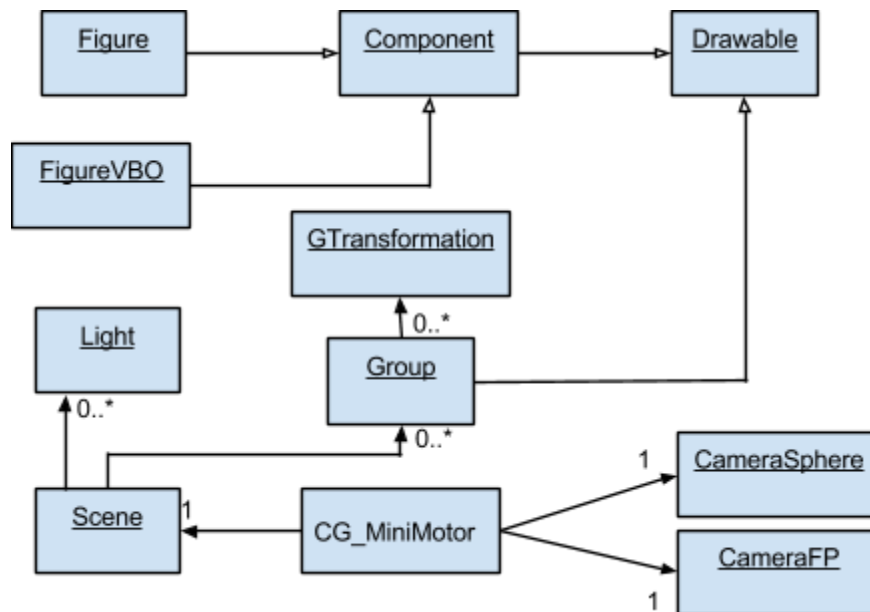 Figure
Component
Drawable
FigureVBO
GTransformation
0..*
Light
Group
0..*
0..*
CameraSphere
1
Scene
1
CG_MiniMotor
CameraFP
1